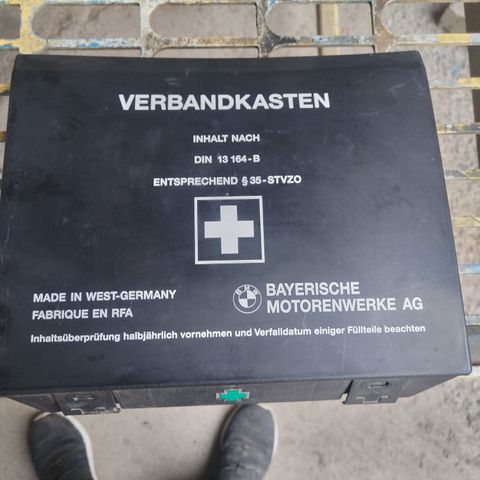 VERBANDKASTEN
INHALT NACH
DIN 13 164-B
ENTSPRECHEND § 35-STVZO
MADE IN WEST-GERMANY
FABRIQUE EN RFA
BMW
BAYERISCHE
MOTORENWERKE AG
Inhaltsüberprüfung halbjährlich vornehmen und Verfalldatum einiger Füllteile beachten